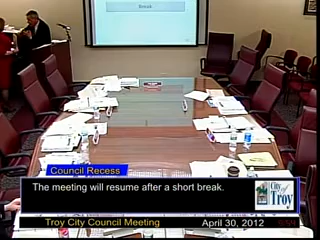 Break
Council Recess
The meeting will resume after a short break.
City of
Troy
Troy City Council Meeting
April 30, 2012